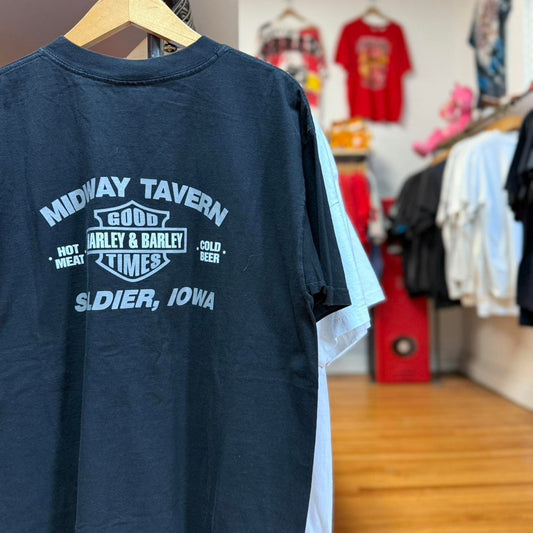 MIDWAY TAVERN
GOOD
HARLEY & BARLEY
TIMES
· HOT MEAT ·
· COLD BEER ·
SOLDIER, IOWA